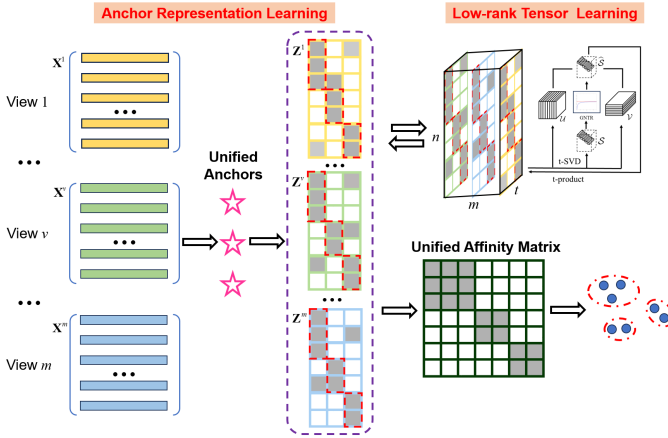 Anchor Representation Learning
Low-rank Tensor Learning
X¹
View 1
•••
•••
Xᵛ
View v
•••
•••
Xᵐ
View m
•••
Unified
Anchors
Z¹
•••
Zᵛ
•••
Zᵐ
n
m
t
S
U
GNTR
V
S
t-SVD
t-product
Unified Affinity Matrix